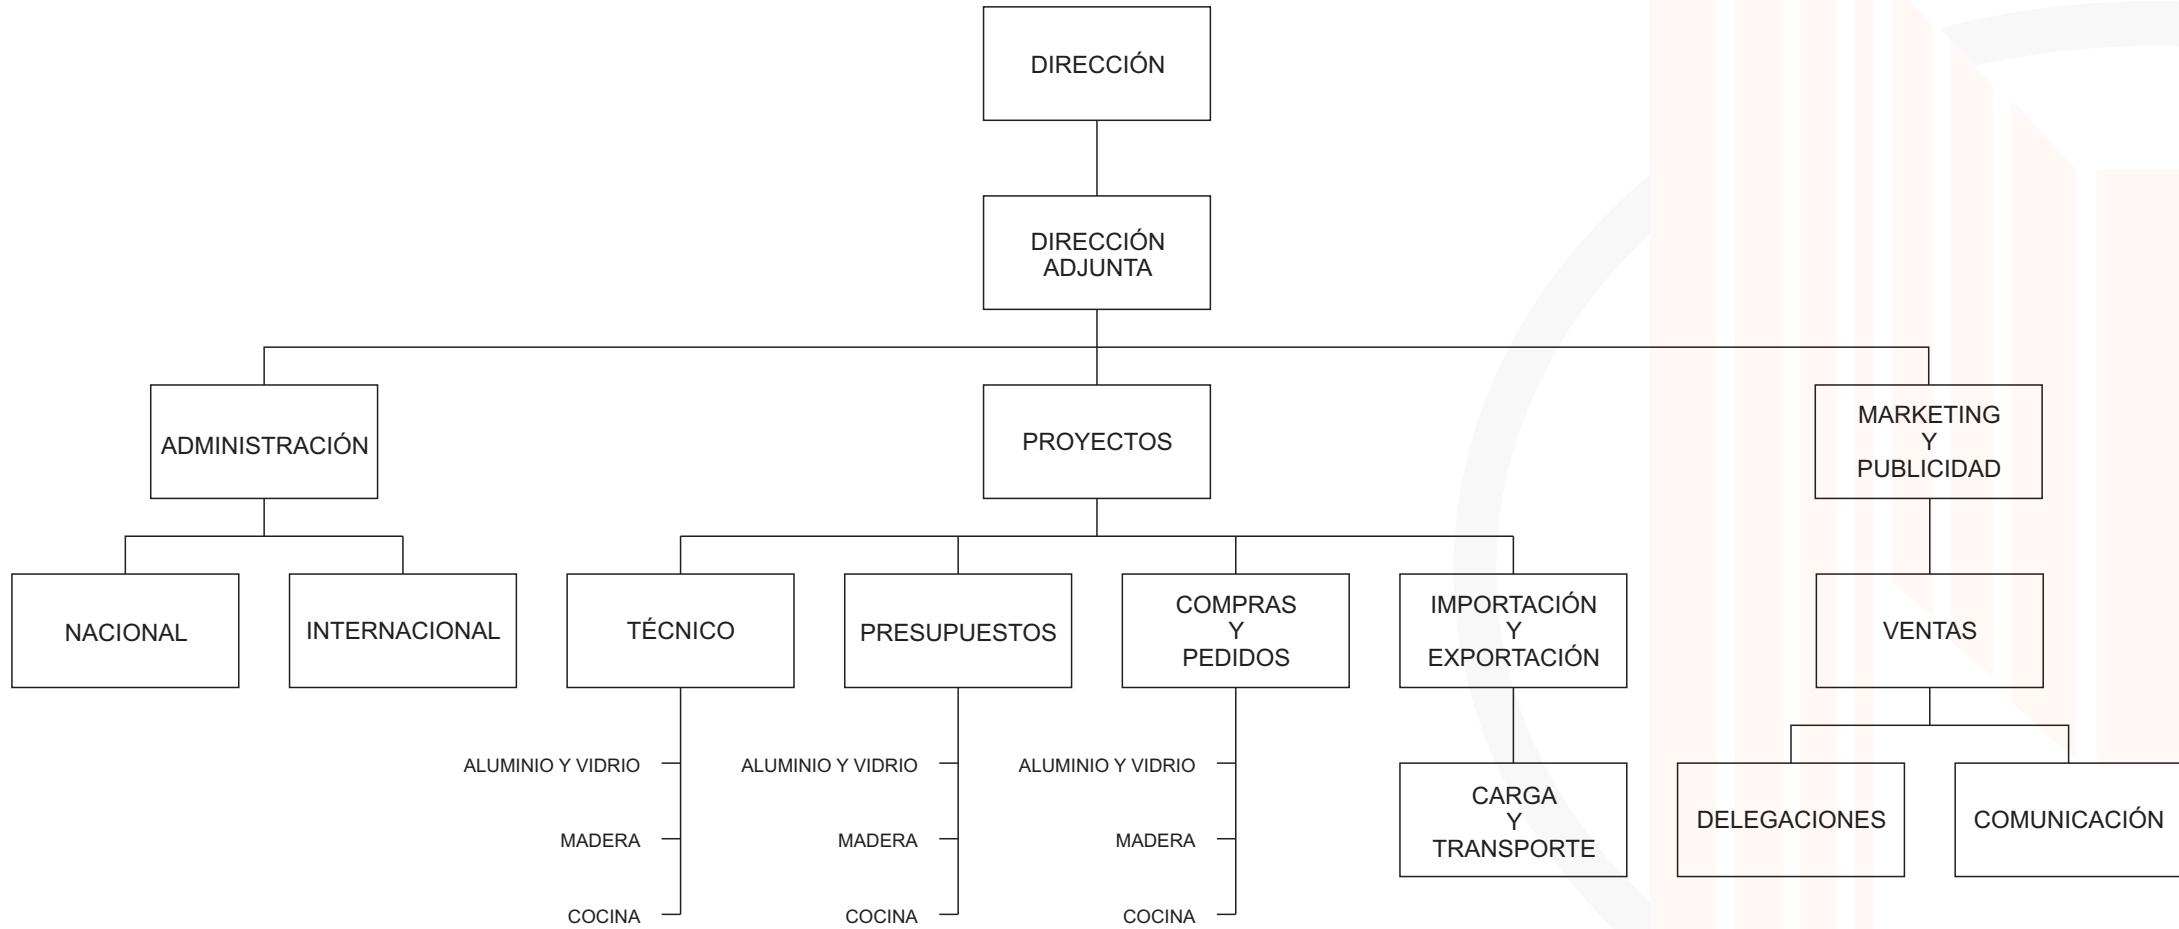 DIRECCIÓN
DIRECCIÓN
ADJUNTA
ADMINISTRACIÓN
PROYECTOS
MARKETING
Y
PUBLICIDAD
NACIONAL
INTERNACIONAL
TÉCNICO
PRESUPUESTOS
COMPRAS
Y
PEDIDOS
IMPORTACIÓN
Y
EXPORTACIÓN
VENTAS
ALUMINIO Y VIDRIO
MADERA
COCINA
ALUMINIO Y VIDRIO
MADERA
COCINA
ALUMINIO Y VIDRIO
MADERA
COCINA
CARGA
Y
TRANSPORTE
DELEGACIONES
COMUNICACIÓN